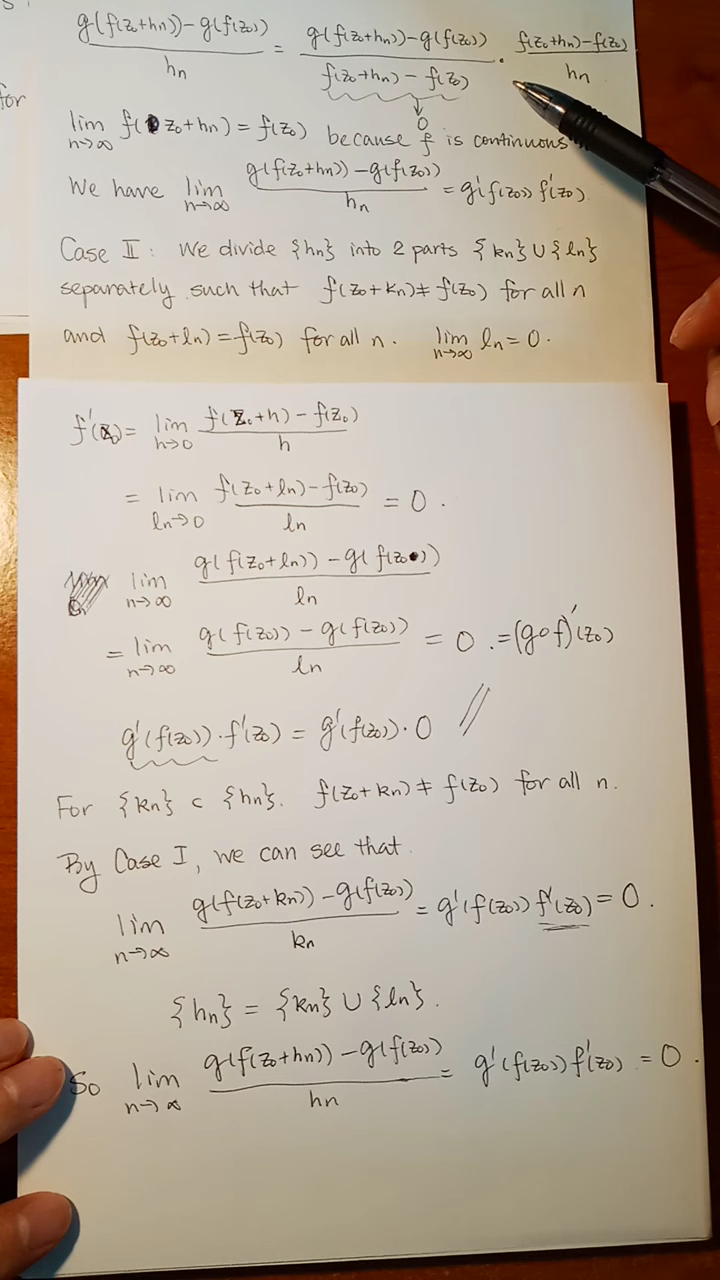 for
g(f(z₀+hn))-g(f(z₀)) / hn = g(f(z₀+hn))-g(f(z₀)) / f(z₀+hn) - f(z₀) · f(z₀+hn)-f(z₀) / hn
0
lim n→∞ f(z₀+hn) = f(z₀) because f is continuous
We have lim n→∞ g(f(z₀+hn))-g(f(z₀)) / hn = g'(f(z₀)) f'(z₀)
Case II: We divide {hn} into 2 parts {kn} ∪ {ln}
separately such that f(z₀+kn)≠f(z₀) for all n
and f(z₀+ln)=f(z₀) for all n. lim n→∞ ln=0.
f'(z₀)= lim h→0 f(z₀+h)-f(z₀) / h
= lim ln→0 f(z₀+ln)-f(z₀) / ln = 0.
lim n→∞ g(f(z₀+ln)) - g(f(z₀)) / ln
= lim n→∞ g(f(z₀)) - g(f(z₀)) / ln = 0. =(g∘f)'(z₀)
g'(f(z₀))·f'(z₀) = g'(f(z₀))·0 //
For {kn} ⊂ {hn}. f(z₀+kn) ≠ f(z₀) for all n.
By Case I, we can see that.
lim n→∞ g(f(z₀+kn))-g(f(z₀)) / kn = g'(f(z₀)) f'(z₀) = 0.
{hn} = {kn} ∪ {ln}.
So lim n→∞ g(f(z₀+hn))-g(f(z₀)) / hn = g'(f(z₀)) f'(z₀) = 0.